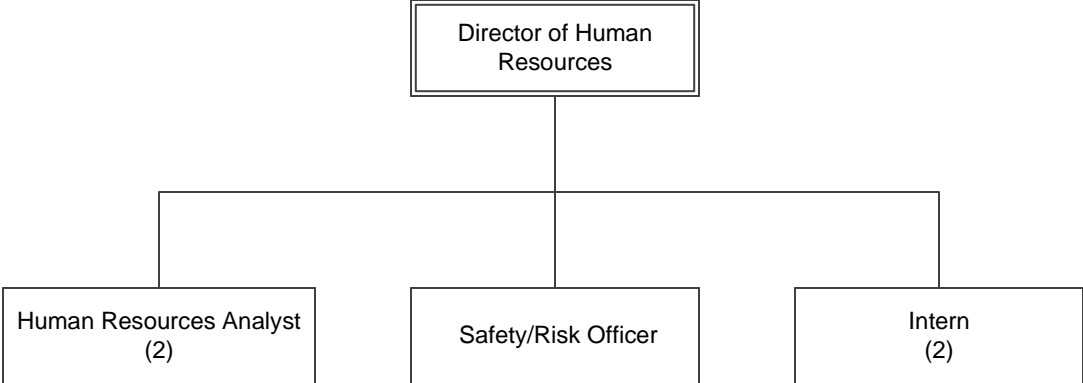 Director of Human
Resources
Human Resources Analyst
(2)
Safety/Risk Officer
Intern
(2)